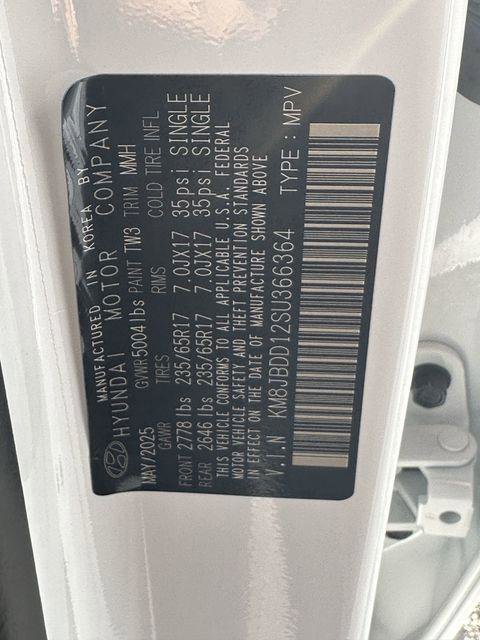 MANUFACTURED IN KOREA BY
HYUNDAI MOTOR COMPANY
MAY/2025 GVWR 5004lbs PAINT TW3 TRIM MMH
GAWR TIRES RIMS COLD TIRE INFL
FRONT 2778 lbs 235/65R17 7.0JX17 35psi SINGLE
REAR 2646 lbs 235/65R17 7.0JX17 35psi SINGLE
THIS VEHICLE CONFORMS TO ALL APPLICABLE U.S.A. FEDERAL
MOTOR VEHICLE SAFETY AND THEFT PREVENTION STANDARDS
IN EFFECT ON THE DATE OF MANUFACTURE SHOWN ABOVE
V.I.N KM8JBDD12SU366364 TYPE : MPV